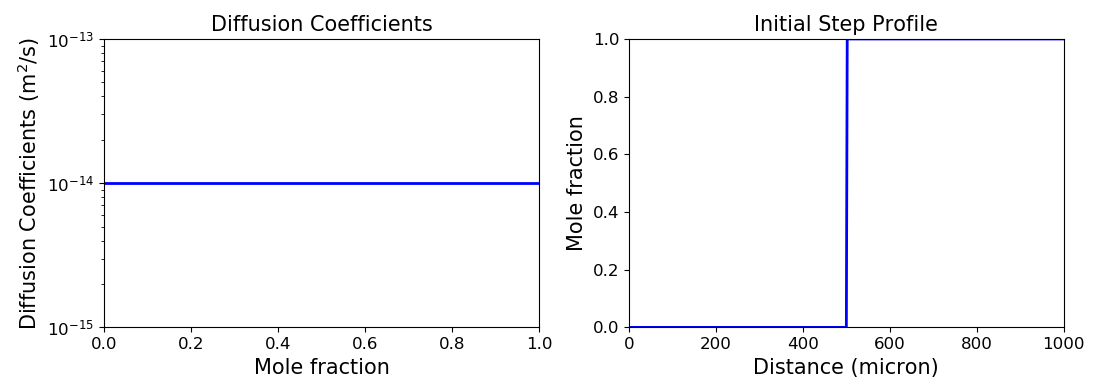 Diffusion Coefficients
Diffusion Coefficients (m²/s)
10⁻¹³
10⁻¹⁴
10⁻¹⁵
0.0 0.2 0.4 0.6 0.8 1.0
Mole fraction
Initial Step Profile
Mole fraction
1.0
0.8
0.6
0.4
0.2
0.0
0 200 400 600 800 1000
Distance (micron)